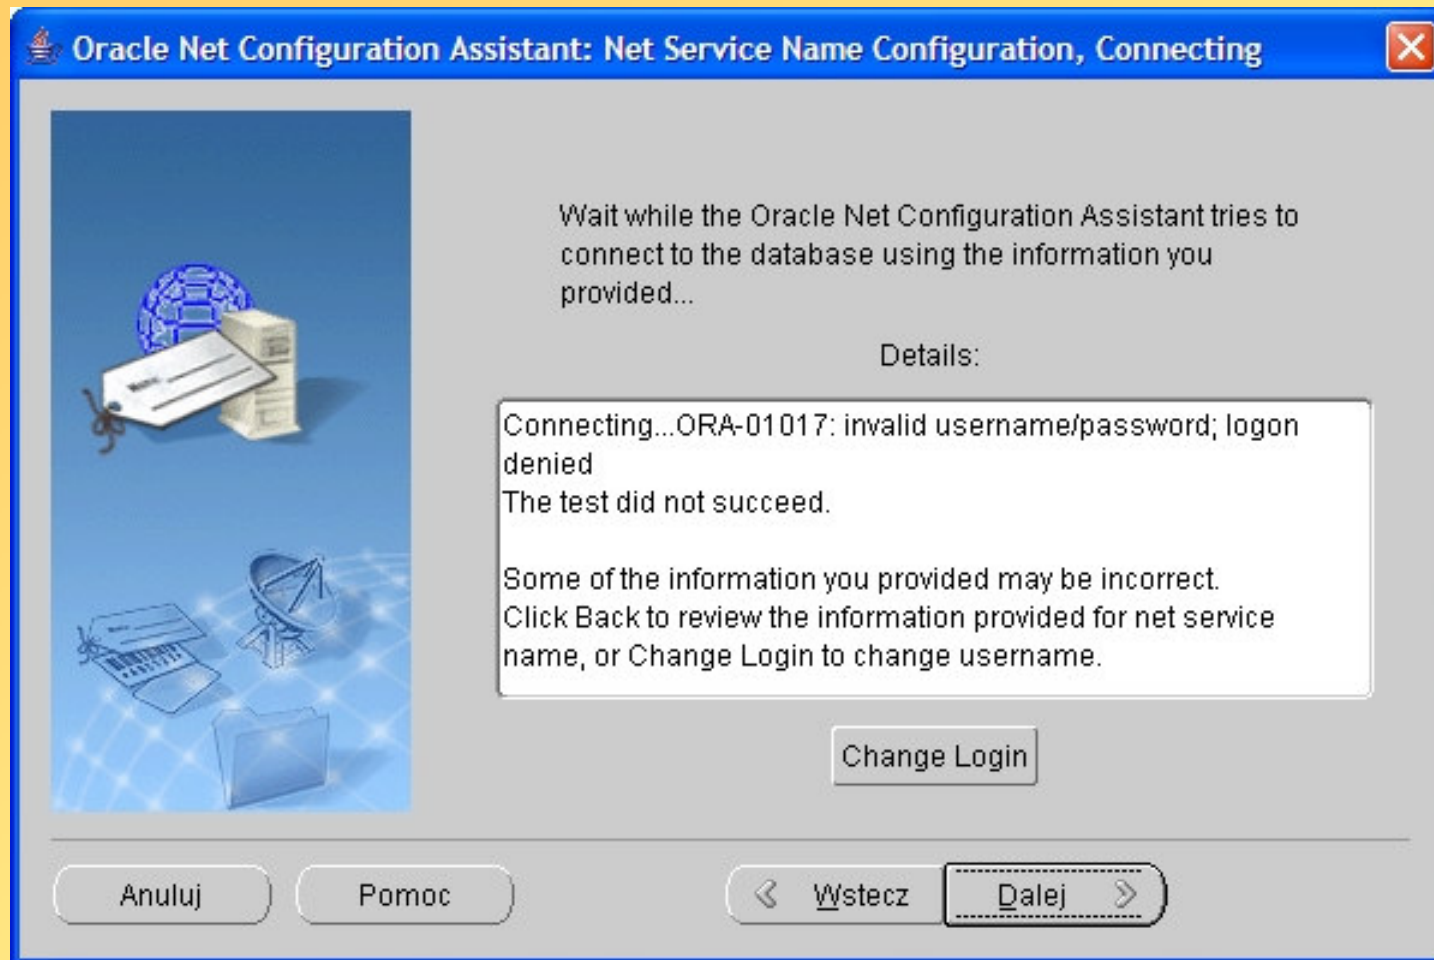 Oracle Net Configuration Assistant: Net Service Name Configuration, Connecting
Wait while the Oracle Net Configuration Assistant tries to
connect to the database using the information you
provided...
Details:
Connecting...ORA-01017: invalid username/password; logon
denied
The test did not succeed.
Some of the information you provided may be incorrect.
Click Back to review the information provided for net service
name, or Change Login to change username.
Change Login
Anuluj Pomoc Wstecz Dalej